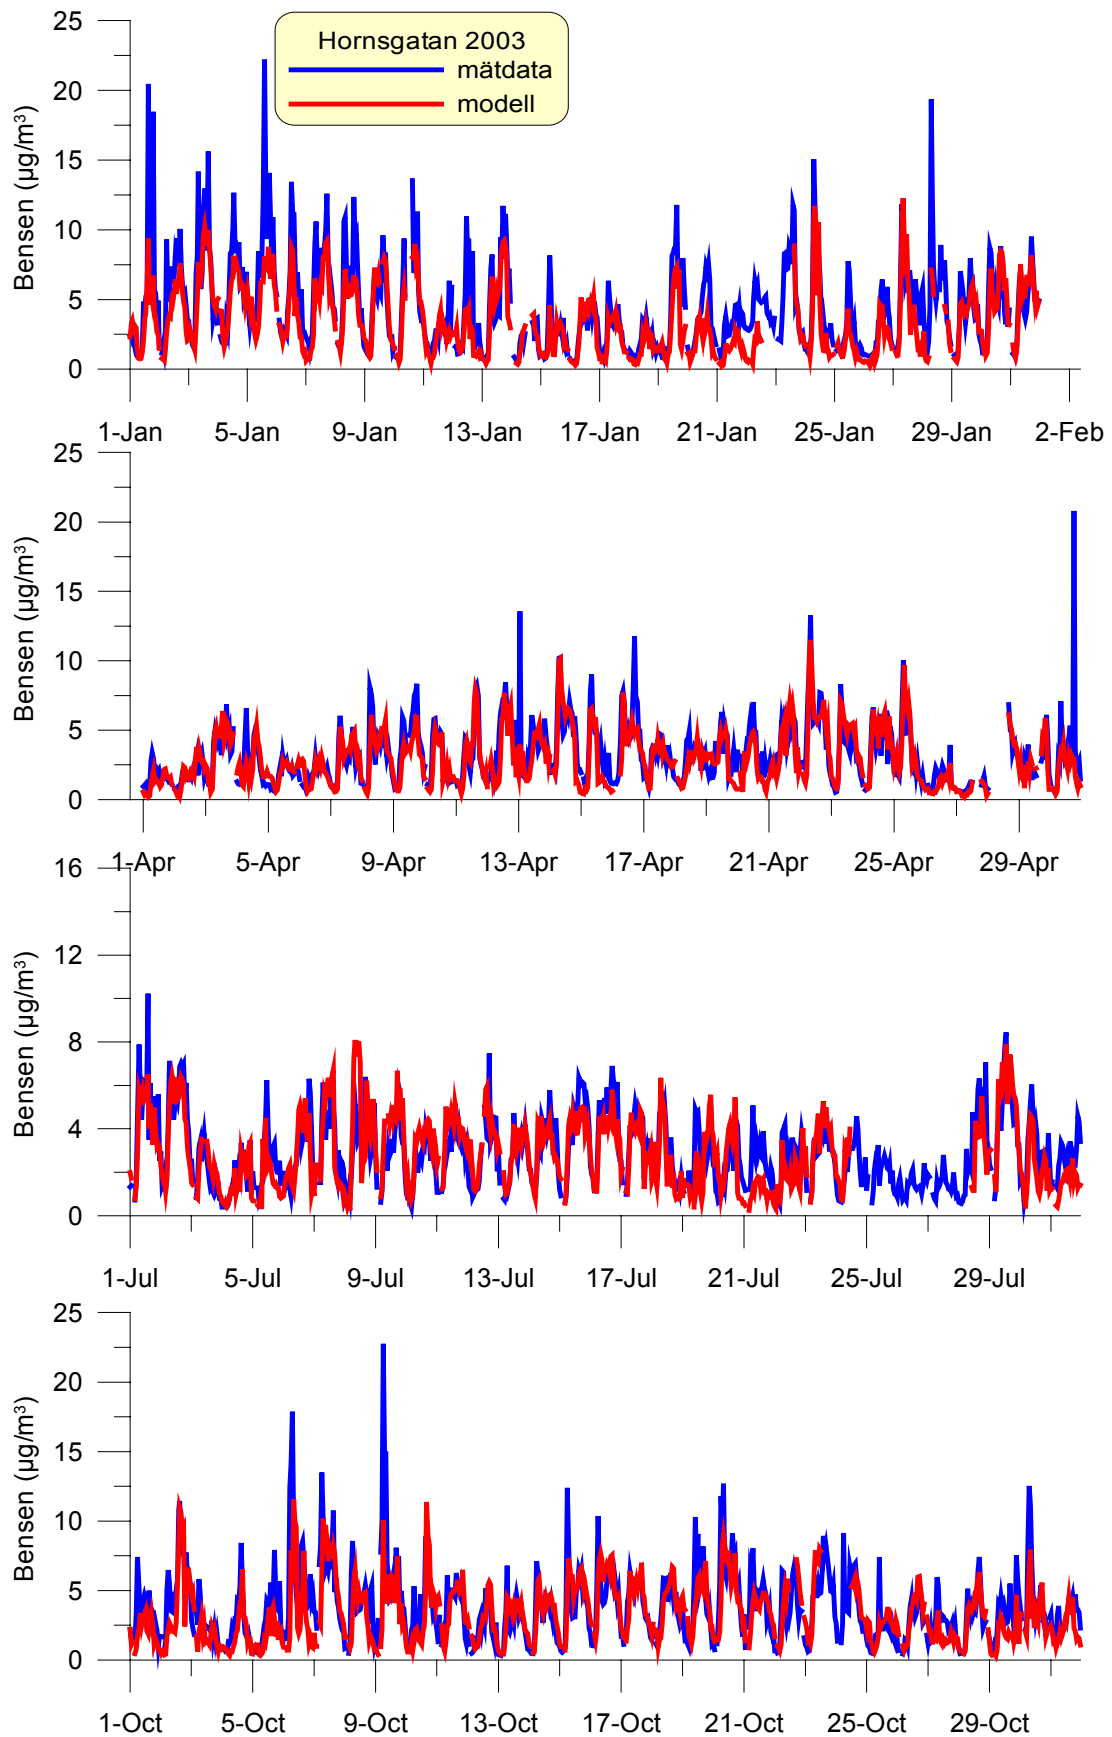 Hornsgatan 2003
mätdata
modell
Bensen (µg/m³)
25
20
15
10
5
0
1-Jan 5-Jan 9-Jan 13-Jan 17-Jan 21-Jan 25-Jan 29-Jan 2-Feb
Bensen (µg/m³)
25
20
15
10
5
0
1-Apr 5-Apr 9-Apr 13-Apr 17-Apr 21-Apr 25-Apr 29-Apr
Bensen (µg/m³)
16
12
8
4
0
1-Jul 5-Jul 9-Jul 13-Jul 17-Jul 21-Jul 25-Jul 29-Jul
Bensen (µg/m³)
25
20
15
10
5
0
1-Oct 5-Oct 9-Oct 13-Oct 17-Oct 21-Oct 25-Oct 29-Oct